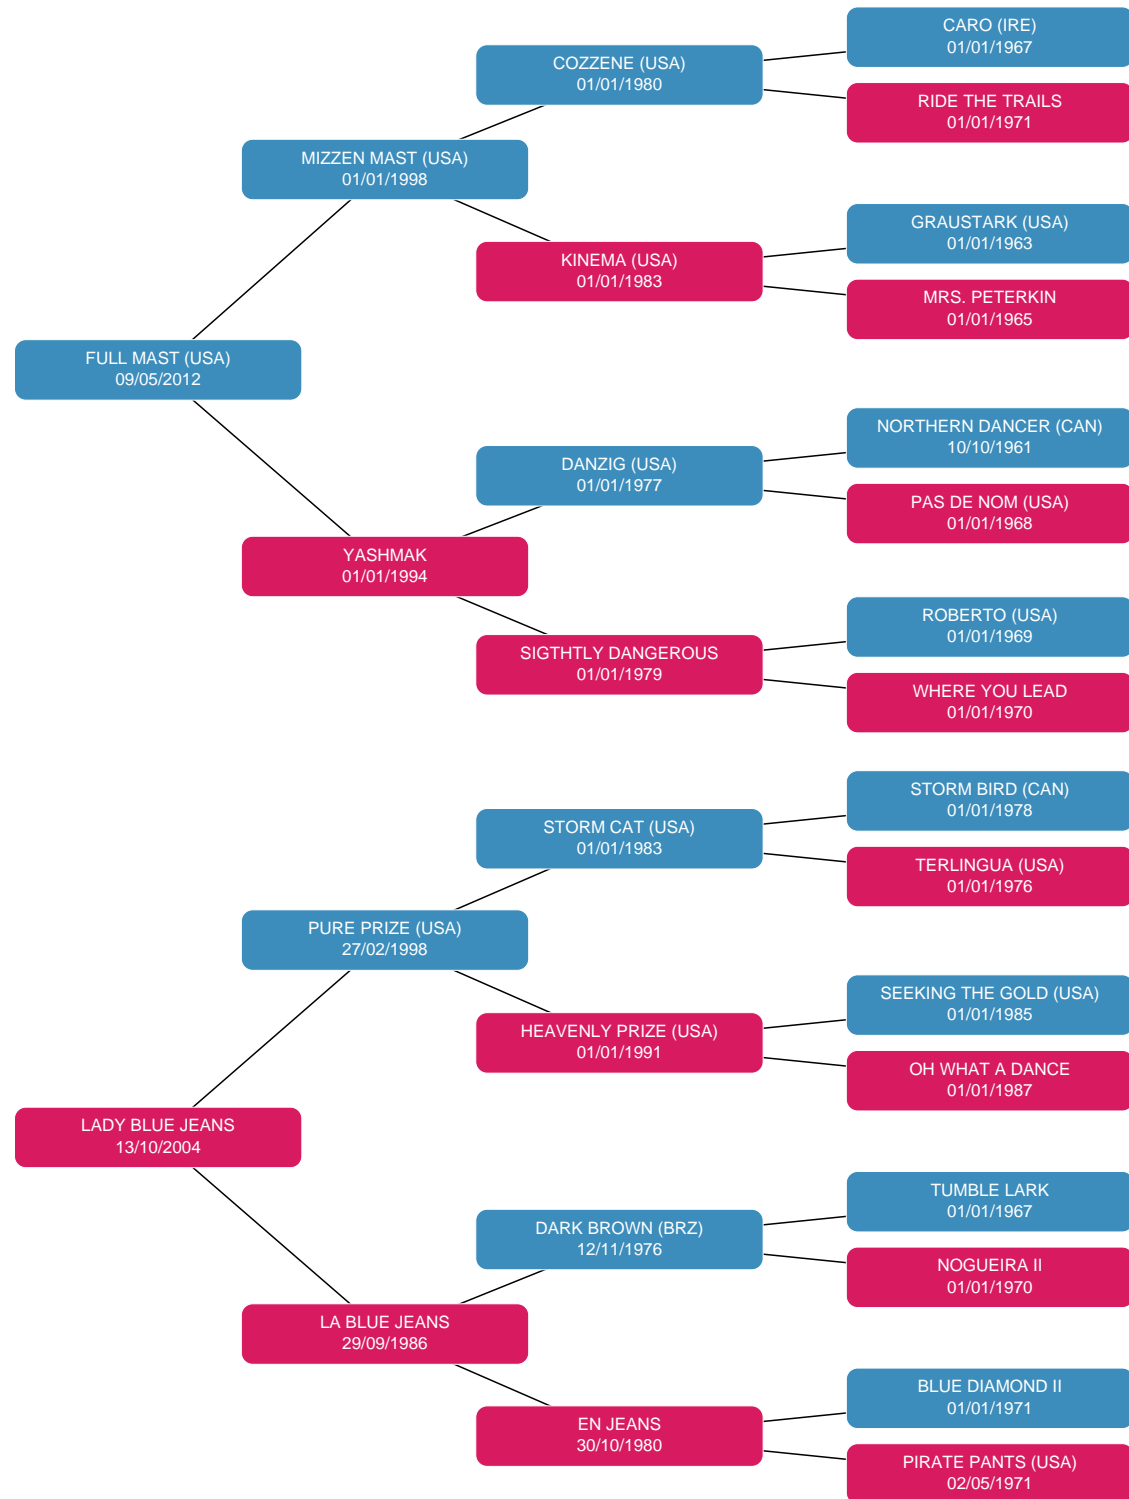 CARO (IRE)
01/01/1967
COZZENE (USA)
01/01/1980
RIDE THE TRAILS
01/01/1971
MIZZEN MAST (USA)
01/01/1998
GRAUSTARK (USA)
01/01/1963
KINEMA (USA)
01/01/1983
MRS. PETERKIN
01/01/1965
FULL MAST (USA)
09/05/2012
NORTHERN DANCER (CAN)
10/10/1961
DANZIG (USA)
01/01/1977
PAS DE NOM (USA)
01/01/1968
YASHMAK
01/01/1994
ROBERTO (USA)
01/01/1969
SIGTHTLY DANGEROUS
01/01/1979
WHERE YOU LEAD
01/01/1970
STORM BIRD (CAN)
01/01/1978
STORM CAT (USA)
01/01/1983
TERLINGUA (USA)
01/01/1976
PURE PRIZE (USA)
27/02/1998
SEEKING THE GOLD (USA)
01/01/1985
HEAVENLY PRIZE (USA)
01/01/1991
OH WHAT A DANCE
01/01/1987
LADY BLUE JEANS
13/10/2004
TUMBLE LARK
01/01/1967
DARK BROWN (BRZ)
12/11/1976
NOGUEIRA II
01/01/1970
LA BLUE JEANS
29/09/1986
BLUE DIAMOND II
01/01/1971
EN JEANS
30/10/1980
PIRATE PANTS (USA)
02/05/1971